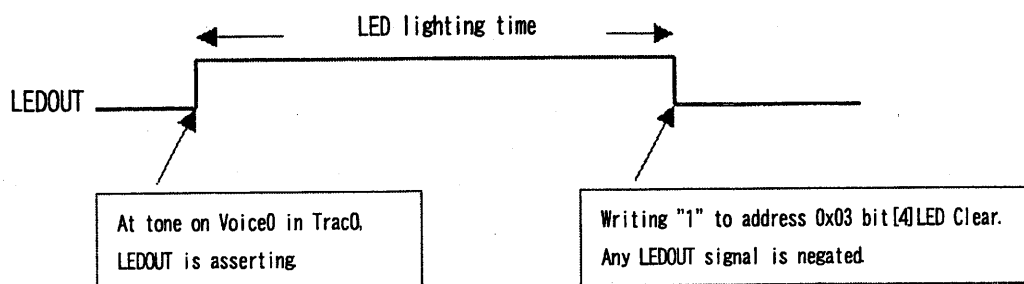 LED lighting time
LEDOUT
At tone on Voice0 in Trac0,
LEDOUT is asserting.
Writing "1" to address 0x03 bit[4]LED Clear.
Any LEDOUT signal is negated.